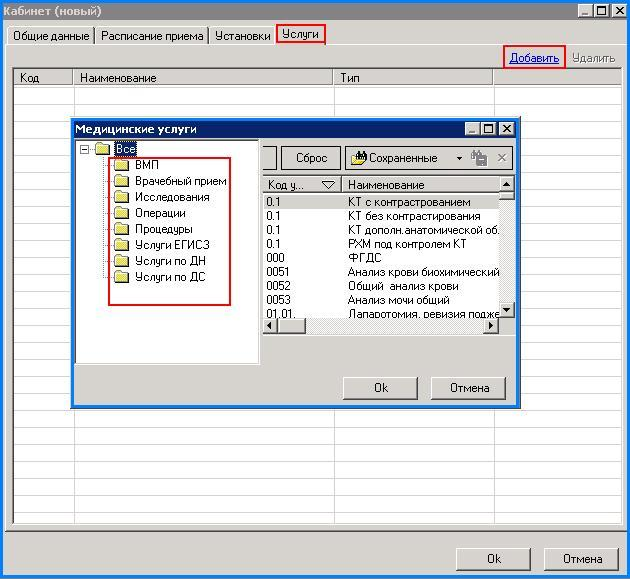 Кабинет (новый)
Общие данные Расписание приема Установки Услуги
Добавить Удалить
Код Наименование Тип
Медицинские услуги
Все
ВМП
Врачебный прием
Исследования
Операции
Процедуры
Услуги ЕГИСЗ
Услуги по ДН
Услуги по ДС
Сброс Сохраненные
Код у... Наименование
0.1 КТ с контрастрованием
0.1 КТ без контрастирования
0.1 КТ дополн.анатомической об.
0.1 РХМ под контролем КТ
000 ФГДС
0051 Анализ крови биохимический
0052 Общий анализ крови
0053 Анализ мочи общий
01.01. Лапаротомия, ревизия подже
Ok Отмена
Ok Отмена